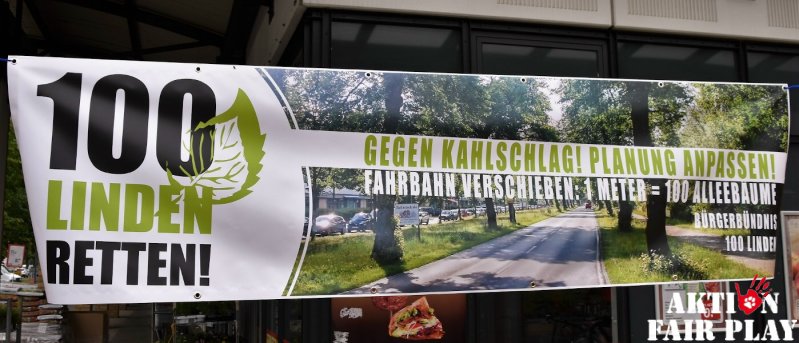 100
LINDEN
RETTEN!
GEGEN KAHLSCHLAG! PLANUNG ANPASSEN!
FAHRBAHN VERSCHIEBEN: 1 METER = 100 ALLEEBÄUME
BÜRGERBÜNDNIS
100 LINDEN
AKTION
FAIR PLAY